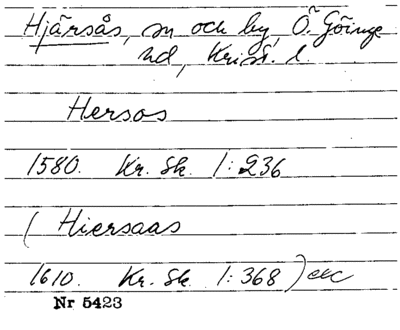 Hjärsås, sn och by, Ö. Göinge
hd, Krist. l.
Hersos
1580. Kr. Sk. 1:236
( Hiersaas
1610. Kr. Sk. 1:368 ) etc
Nr 5423